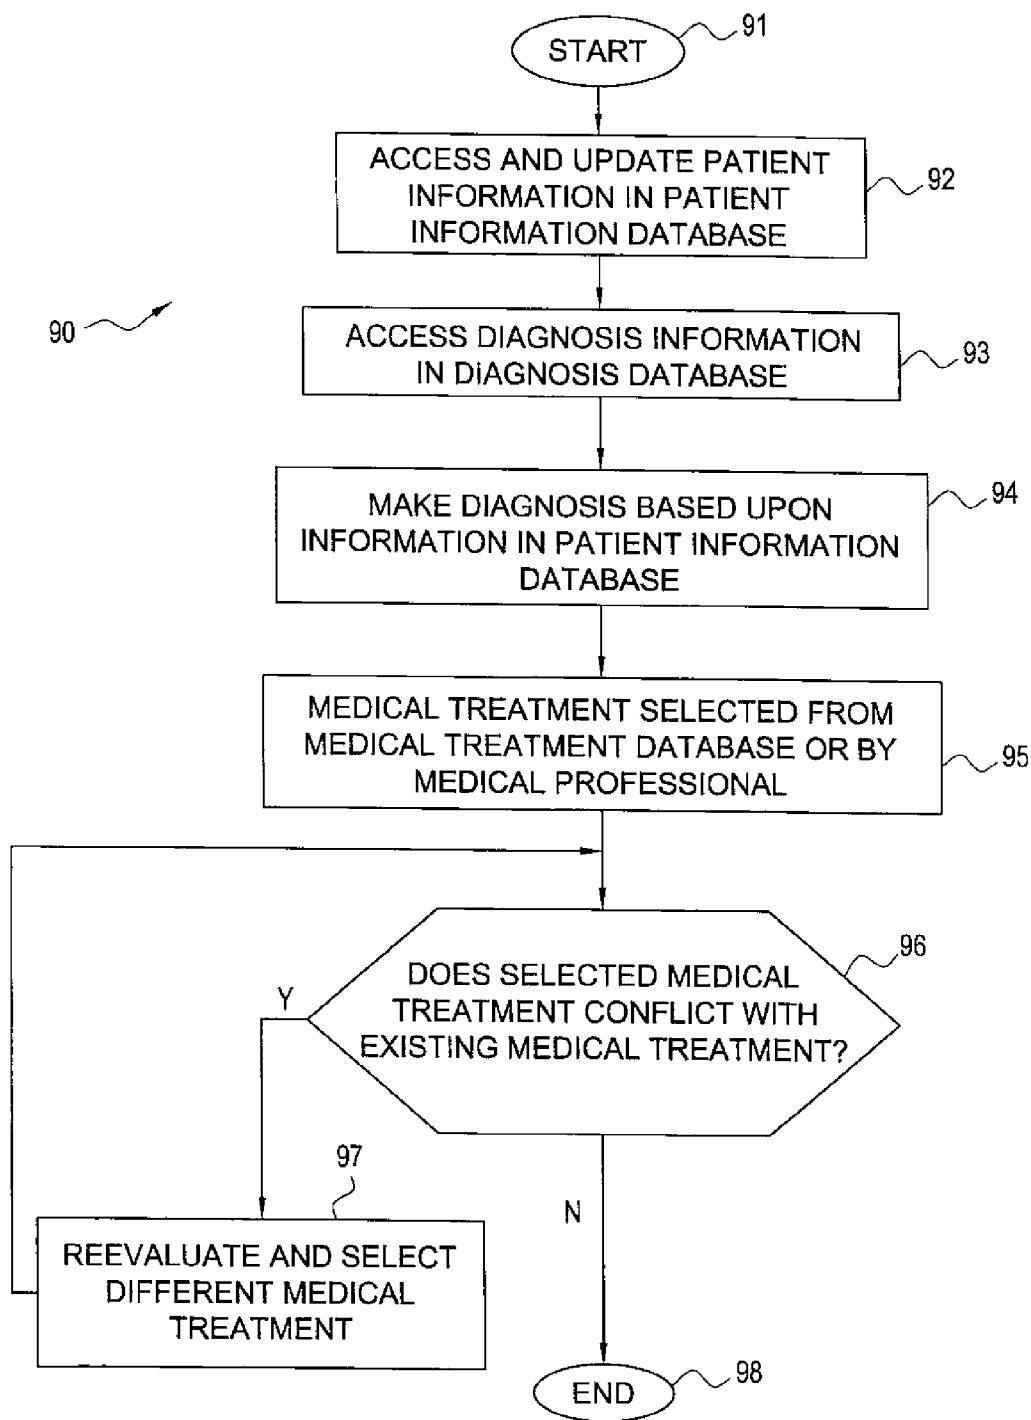 START
91
ACCESS AND UPDATE PATIENT
INFORMATION IN PATIENT
INFORMATION DATABASE
92
90
ACCESS DIAGNOSIS INFORMATION
IN DIAGNOSIS DATABASE
93
MAKE DIAGNOSIS BASED UPON
INFORMATION IN PATIENT INFORMATION
DATABASE
94
MEDICAL TREATMENT SELECTED FROM
MEDICAL TREATMENT DATABASE OR BY
MEDICAL PROFESSIONAL
95
DOES SELECTED MEDICAL
TREATMENT CONFLICT WITH
EXISTING MEDICAL TREATMENT?
96
Y
97
REEVALUATE AND SELECT
DIFFERENT MEDICAL
TREATMENT
N
END
98